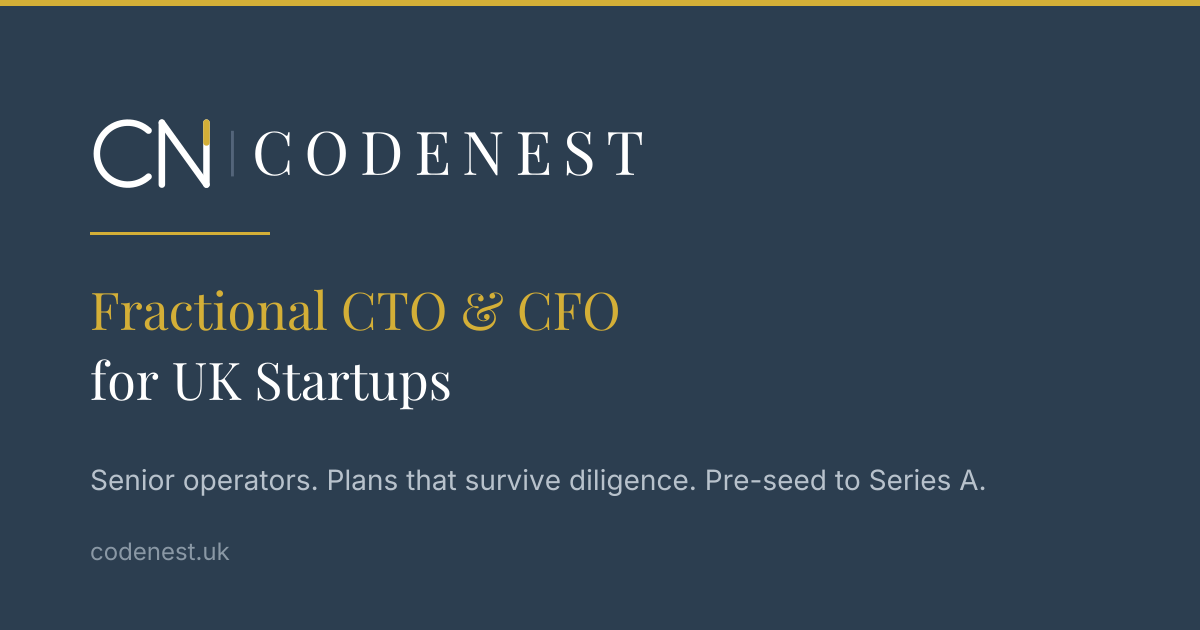 CN | CODENEST
Fractional CTO & CFO
for UK Startups
Senior operators. Plans that survive diligence. Pre-seed to Series A.
codenest.uk